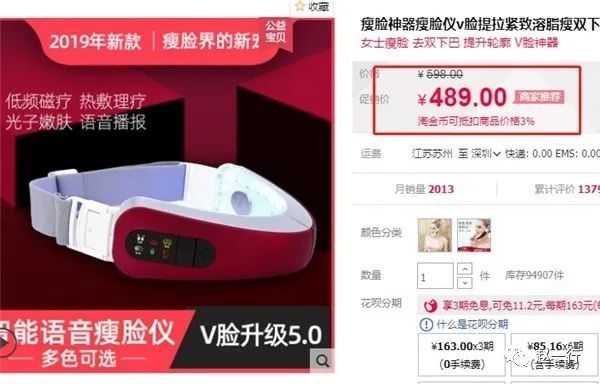 收藏
公益
宝贝
2019年新款
瘦脸界的新宠
低频磁疗 热敷理疗
光子嫩肤 语音播报
智能语音瘦脸仪
V脸升级5.0
多色可选
瘦脸神器瘦脸仪v脸提拉紧致溶脂瘦双下
女士瘦脸 去双下巴 提升轮廓 V脸神器
价格
¥598.00
促销价
¥489.00
商家推荐
淘金币可抵扣商品价格3%
运费
江苏苏州 至 深圳 快递: 0.00 EMS: 0.00
月销量 2013
累计评价 1379
颜色分类
数量
1
件
库存94907件
花呗分期
享3期免息,可免11.2元,每期163元(
什么是花呗分期
¥163.00x3期
(0手续费)
¥85.16x6期
(含手续费)
赵一行